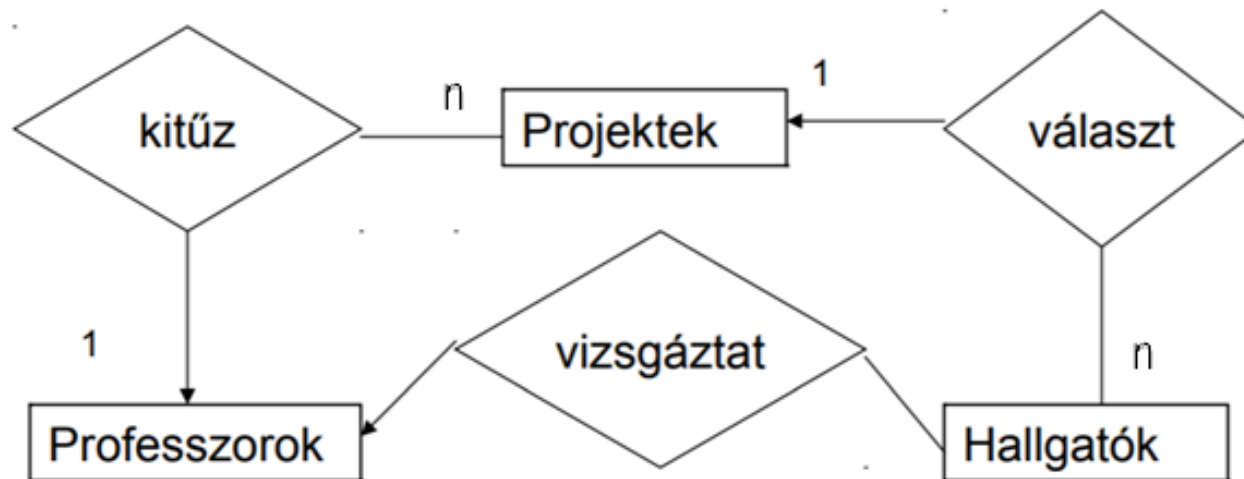 kitűz
n
Projektek
1
választ
1
vizsgáztat
n
Professzorok
Hallgatók